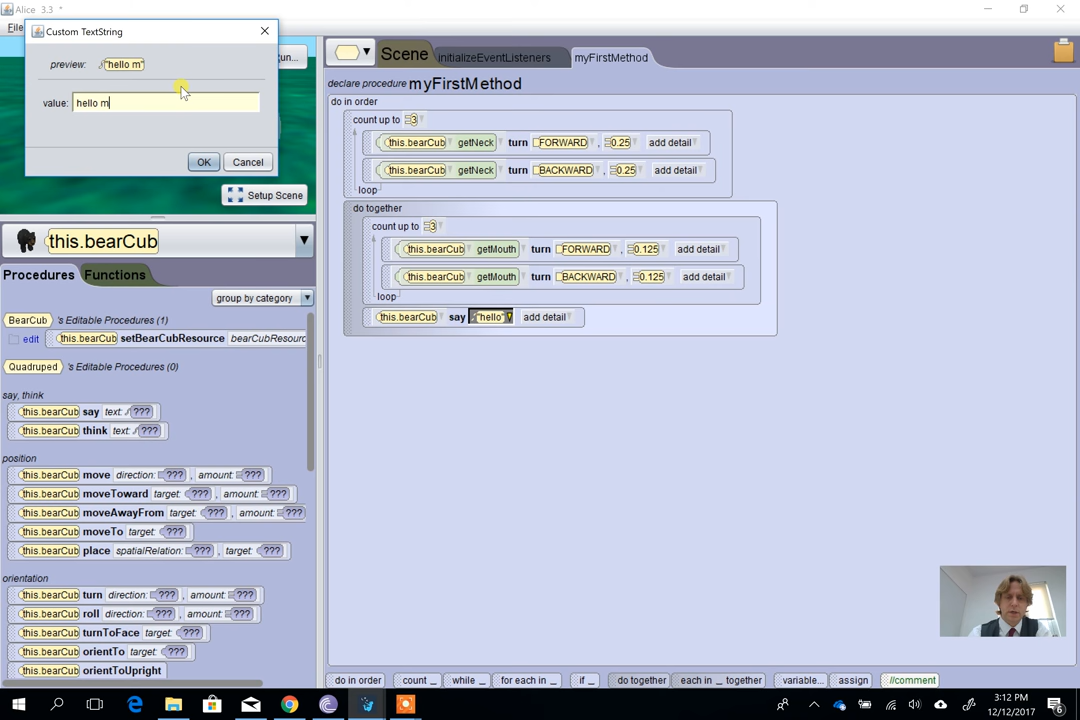 Alice 3.3 *
File
Custom TextString
preview: "hello m"
value: hello m
OK Cancel
un...
Setup Scene
this.bearCub
Procedures Functions
group by category
BearCub 's Editable Procedures (1)
edit this.bearCub setBearCubResource bearCubResourc
Quadruped 's Editable Procedures (0)
say, think
this.bearCub say text: ???
this.bearCub think text: ???
position
this.bearCub move direction: ??? , amount: ???
this.bearCub moveToward target: ??? , amount: ???
this.bearCub moveAwayFrom target: ??? , amount: ???
this.bearCub moveTo target: ???
this.bearCub place spatialRelation: ??? , target: ???
orientation
this.bearCub turn direction: ??? , amount: ???
this.bearCub roll direction: ??? , amount: ???
this.bearCub turnToFace target: ???
this.bearCub orientTo target: ???
this.bearCub orientToUpright
Scene initializeEventListeners myFirstMethod
declare procedure myFirstMethod
do in order
count up to 3
this.bearCub getNeck turn FORWARD , 0.25 add detail
this.bearCub getNeck turn BACKWARD , 0.25 add detail
loop
do together
count up to 3
this.bearCub getMouth turn FORWARD , 0.125 add detail
this.bearCub getMouth turn BACKWARD , 0.125 add detail
loop
this.bearCub say "hello" add detail
do in order count _ while _ for each in _ if _ do together each in _ together variable... assign //comment
3:12 PM
12/12/2017
6